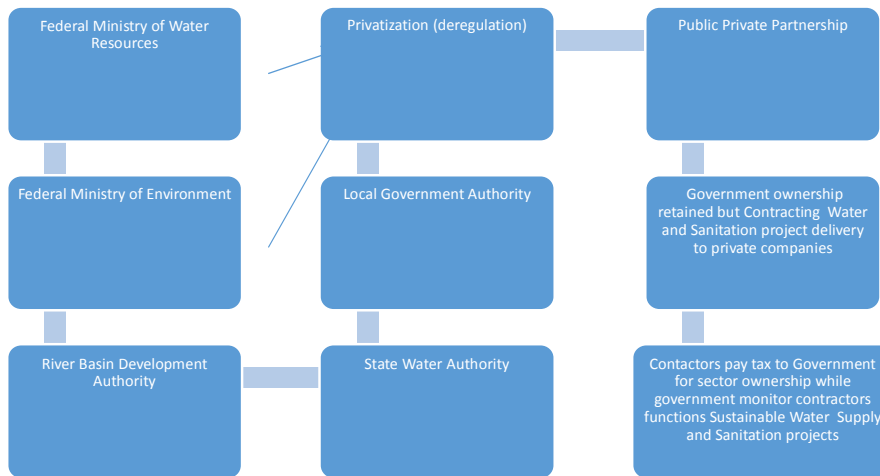 Federal Ministry of Water
Resources
Privatization (deregulation)
Public Private Partnership
Federal Ministry of Environment
Local Government Authority
Government ownership
retained but Contracting Water
and Sanitation project delivery
to private companies
River Basin Development
Authority
State Water Authority
Contactors pay tax to Government
for sector ownership while
government monitor contractors
functions Sustainable Water Supply
and Sanitation projects